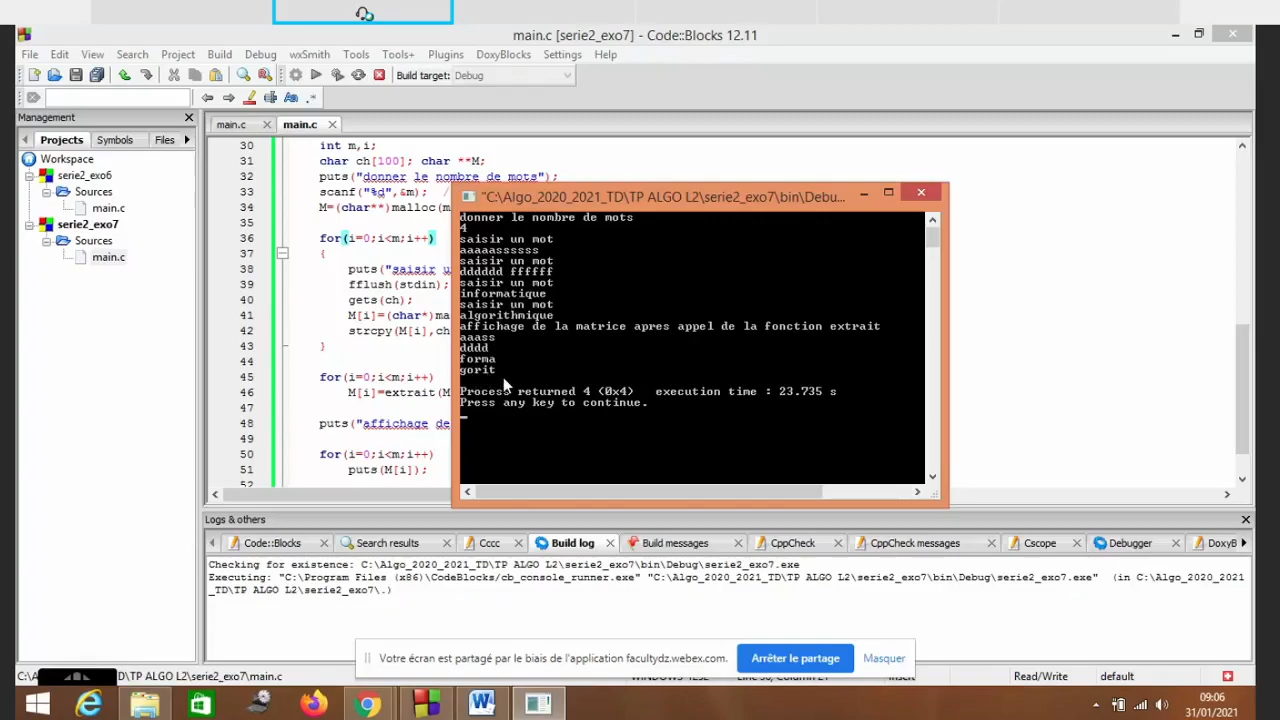 main.c [serie2_exo7] - Code::Blocks 12.11
File Edit View Search Project Build Debug wxSmith Tools Tools+ Plugins DoxyBlocks Settings Help
Build target: Debug
Management
Projects Symbols Files
Workspace
serie2_exo6
Sources
main.c
serie2_exo7
Sources
main.c
main.c main.c
30 int m,i;
31 char ch[100]; char **M;
32 puts("donner le nombre de mots");
33 scanf("%d",&m); /
34 M=(char**)malloc(m
35
36 for(i=0;i<m;i++)
37 {
38 puts("saisir u
39 fflush(stdin);
40 gets(ch);
41 M[i]=(char*)ma
42 strcpy(M[i],ch
43 }
44
45 for(i=0;i<m;i++)
46 M[i]=extrait(M
47
48 puts("affichage de
49
50 for(i=0;i<m;i++)
51 puts(M[i]);
52
"C:\Algo_2020_2021_TD\TP ALGO L2\serie2_exo7\bin\Debu...
donner le nombre de mots
4
saisir un mot
aaaaassssss
saisir un mot
dddddd ffffff
saisir un mot
informatique
saisir un mot
algorithmique
affichage de la matrice apres appel de la fonction extrait
aaass
dddd
forma
gorit
Process returned 4 (0x4) execution time : 23.735 s
Press any key to continue.
Logs & others
Code::Blocks Search results Cccc Build log Build messages CppCheck CppCheck messages Cscope Debugger DoxyB
Checking for existence: C:\Algo_2020_2021_TD\TP ALGO L2\serie2_exo7\bin\Debug\serie2_exo7.exe
Executing: "C:\Program Files (x86)\CodeBlocks/cb_console_runner.exe" "C:\Algo_2020_2021_TD\TP ALGO L2\serie2_exo7\bin\Debug\serie2_exo7.exe" (in C:\Algo_2020_2021
_TD\TP ALGO L2\serie2_exo7\.)
Votre écran est partagé par le biais de l'application facultydz.webex.com. Arrêter le partage Masquer
C:\A D\TP ALGO L2\serie2_exo7\main.c Read/Write default
09:06
31/01/2021